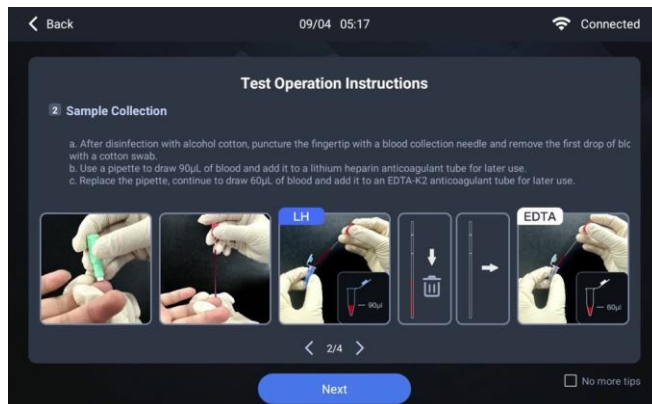 Back
09/04 05:17
Connected
Test Operation Instructions
2 Sample Collection
a. After disinfection with alcohol cotton, puncture the fingertip with a blood collection needle and remove the first drop of blc
with a cotton swab.
b. Use a pipette to draw 90μL of blood and add it to a lithium heparin anticoagulant tube for later use.
c. Replace the pipette, continue to draw 60μL of blood and add it to an EDTA-K2 anticoagulant tube for later use.
LH
90μl
EDTA
60μl
2/4
Next
No more tips